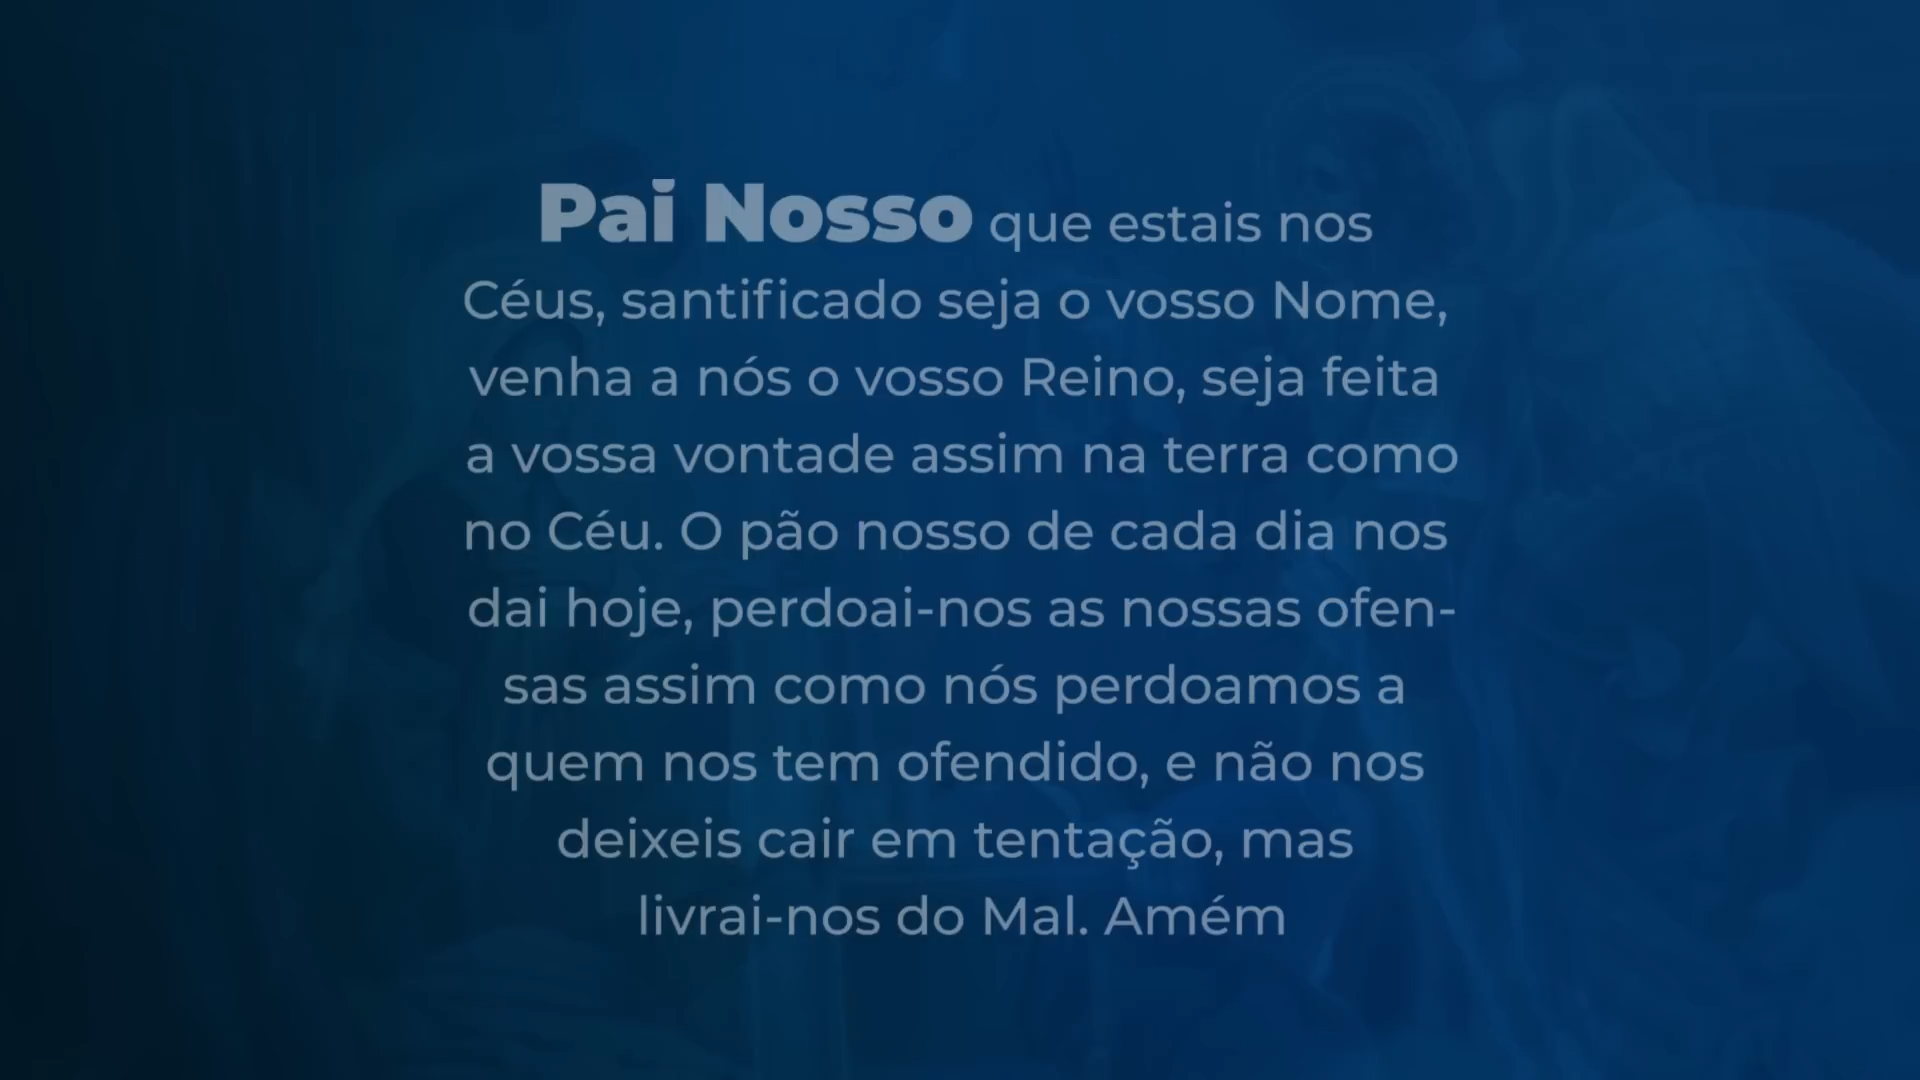 Pai Nosso que estais nos
Céus, santificado seja o vosso Nome,
venha a nós o vosso Reino, seja feita
a vossa vontade assim na terra como
no Céu. O pão nosso de cada dia nos
dai hoje, perdoai-nos as nossas ofen-
sas assim como nós perdoamos a
quem nos tem ofendido, e não nos
deixeis cair em tentação, mas
livrai-nos do Mal. Amém